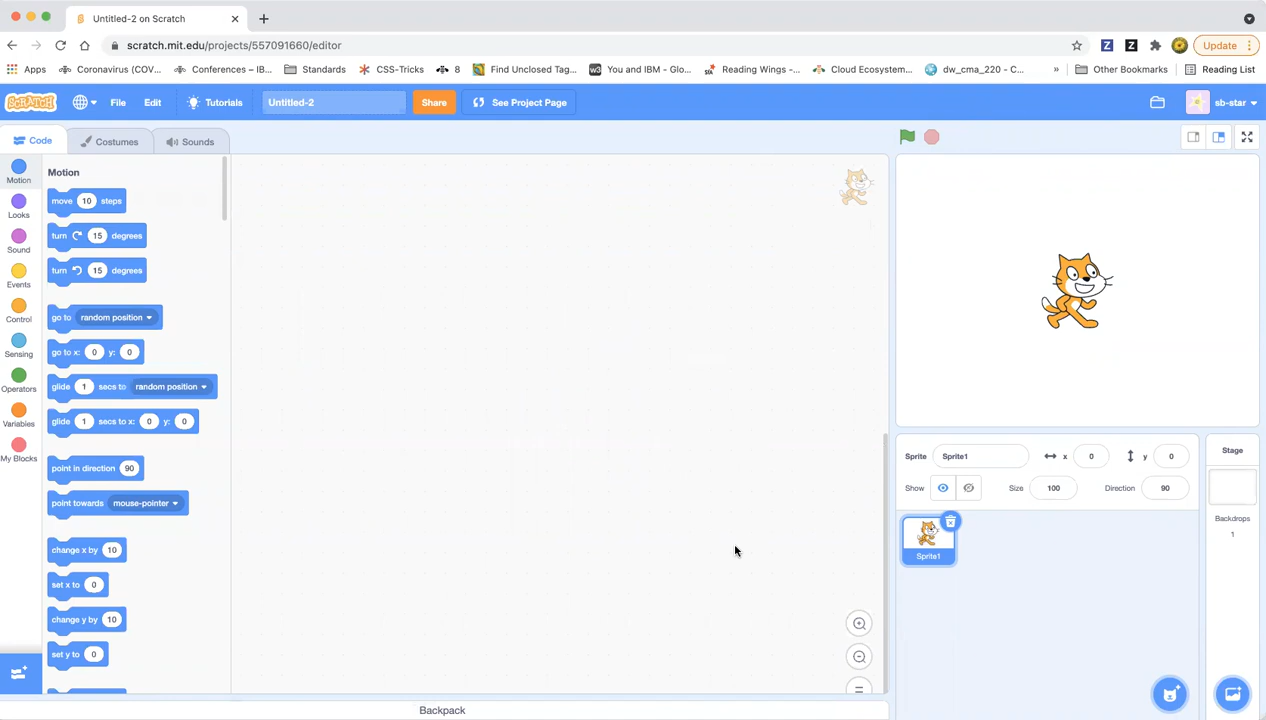 Untitled-2 on Scratch
scratch.mit.edu/projects/557091660/editor
Update
Apps
Coronavirus (COV...
Conferences – IB...
Standards
CSS-Tricks
8
Find Unclosed Tag...
You and IBM - Glo...
Reading Wings -...
Cloud Ecosystem...
dw_cma_220 - C...
»
Other Bookmarks
Reading List
SCRATCH
File
Edit
Tutorials
Untitled-2
Share
See Project Page
sb-star
Code
Costumes
Sounds
Motion
Looks
Sound
Events
Control
Sensing
Operators
Variables
My Blocks
Motion
move 10 steps
turn 15 degrees
turn 15 degrees
go to random position
go to x: 0 y: 0
glide 1 secs to random position
glide 1 secs to x: 0 y: 0
point in direction 90
point towards mouse-pointer
change x by 10
set x to 0
change y by 10
set y to 0
Backpack
Sprite Sprite1 x 0 y 0
Show Size 100 Direction 90
Sprite1
Stage
Backdrops
1